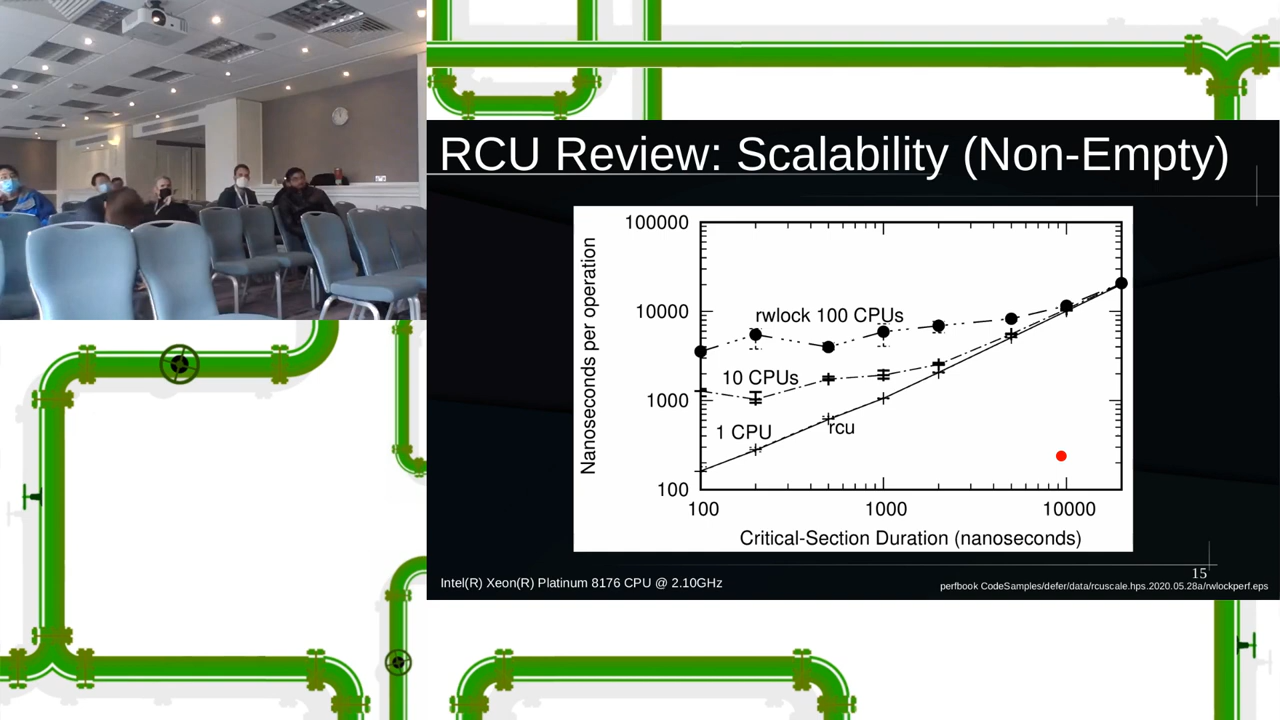 RCU Review: Scalability (Non-Empty)
100000
10000
1000
100
Nanoseconds per operation
rwlock 100 CPUs
10 CPUs
1 CPU
rcu
100
1000
10000
Critical-Section Duration (nanoseconds)
15
Intel(R) Xeon(R) Platinum 8176 CPU @ 2.10GHz
perfbook CodeSamples/defer/data/rcuscale.hps.2020.05.28a/rwlockperf.eps